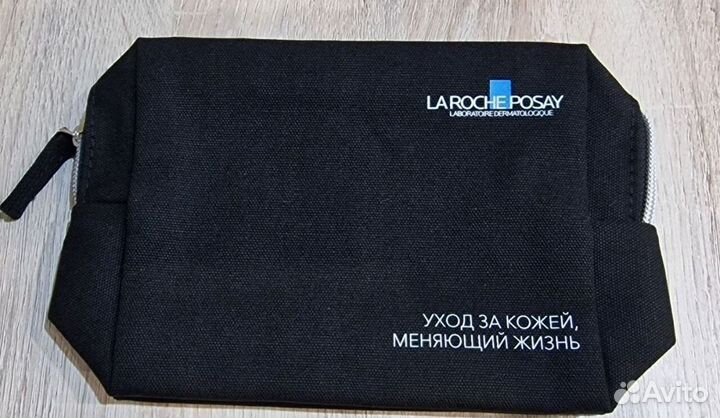 LA ROCHE POSAY
LABORATOIRE DERMATOLOGIQUE
УХОД ЗА КОЖЕЙ,
МЕНЯЮЩИЙ ЖИЗНЬ
Avito